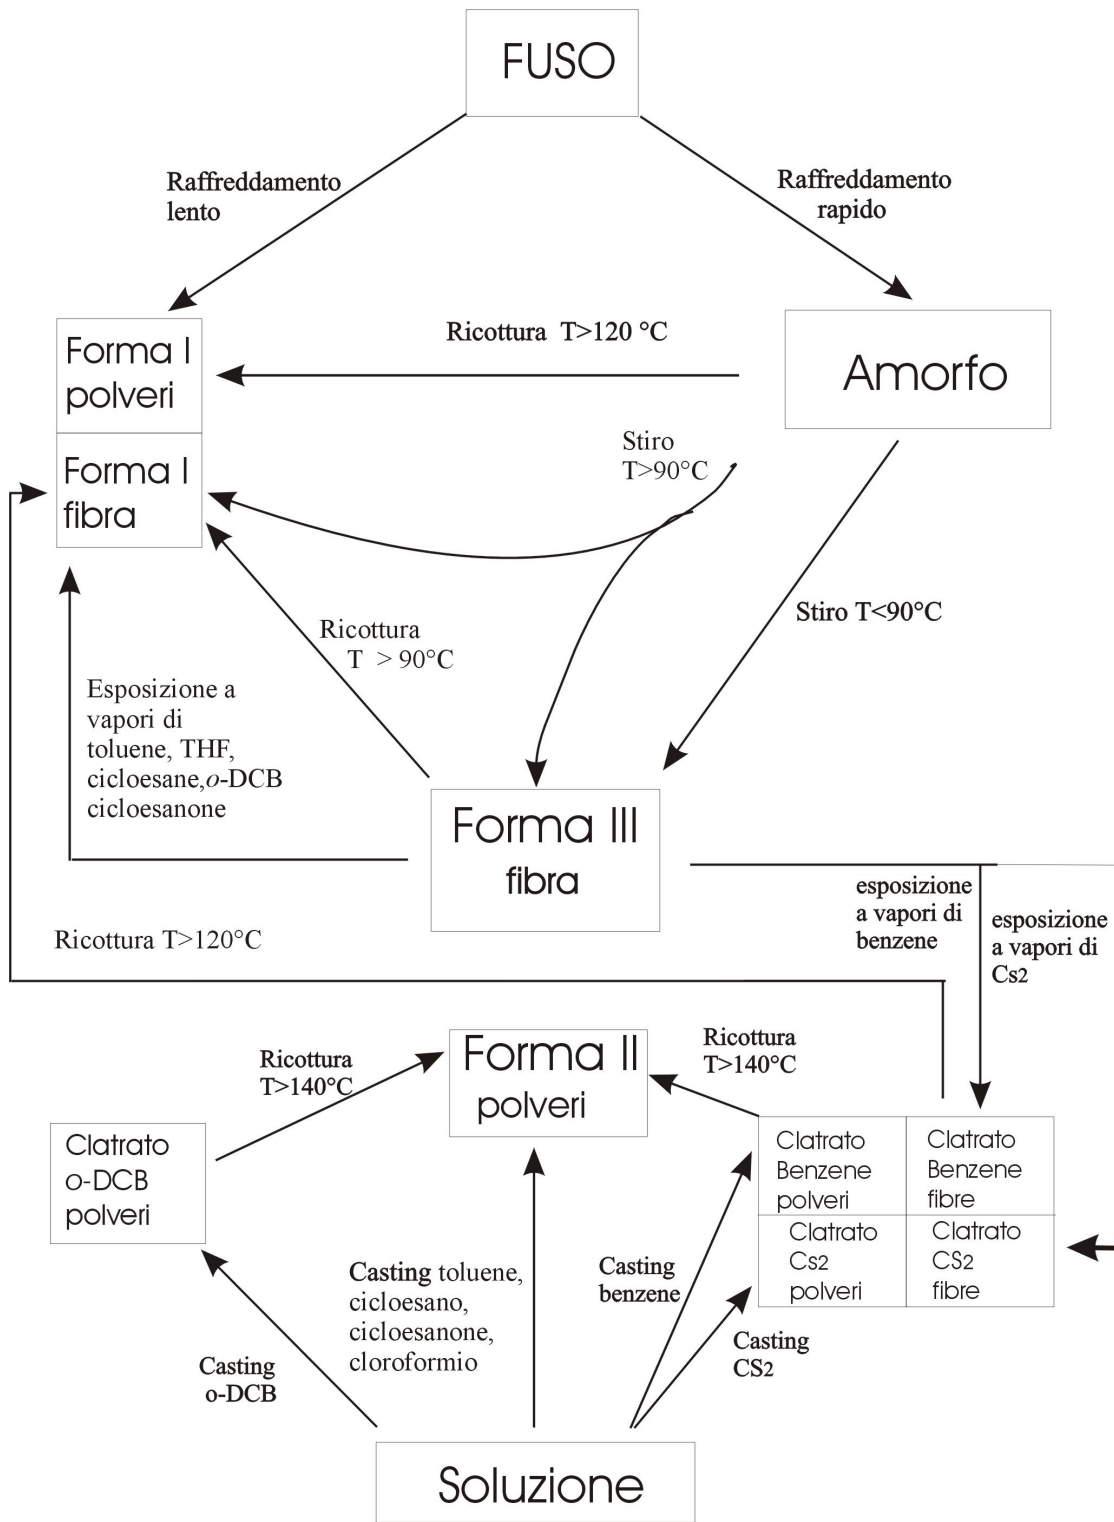 FUSO
Raffreddamento
lento
Raffreddamento
rapido
Ricottura T>120 °C
Forma I
polveri
Amorfo
Stiro
T>90°C
Forma I
fibra
Stiro T<90°C
Ricottura
T > 90°C
Esposizione a
vapori di
toluene, THF,
cicloesane,o-DCB
cicloesanone
Forma III
fibra
esposizione
a vapori di
benzene
esposizione
a vapori di
Cs2
Ricottura T>120°C
Ricottura
T>140°C
Forma II
polveri
Ricottura
T>140°C
Clatrato
o-DCB
polveri
Clatrato
Benzene
polveri
Clatrato
Benzene
fibre
Clatrato
Cs2
polveri
Clatrato
CS2
fibre
Casting toluene,
cicloesano,
cicloesanone,
cloroformio
Casting
benzene
Casting
CS2
Casting
o-DCB
Soluzione